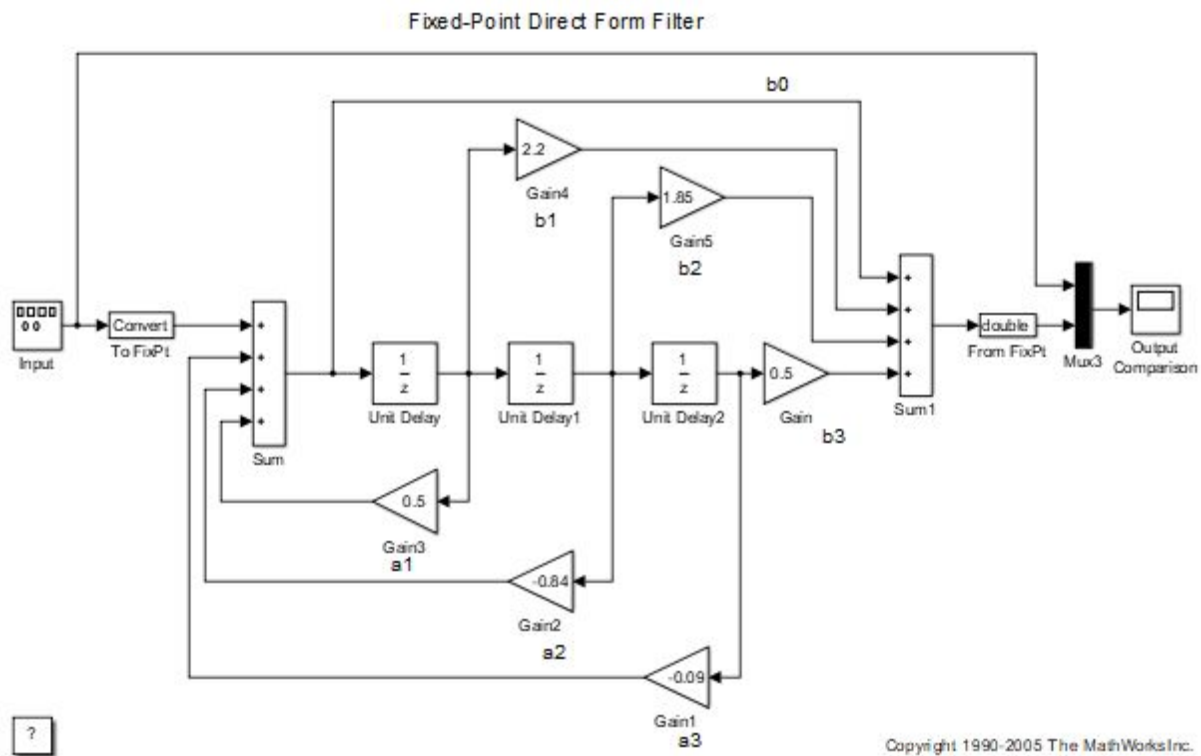 Fixed-Point Direct Form Filter
b0
2.2
Gain4
b1
1.85
Gain5
b2
Input
Convert
To FixPt
+
+
+
+
Sum
1
z
Unit Delay
1
z
Unit Delay1
1
z
Unit Delay2
0.5
Gain
b3
+
+
+
+
Sum1
double
From FixPt
Mux3
Output
Comparison
0.5
Gain3
a1
-0.84
Gain2
a2
-0.09
Gain1
a3
?
Copyright 1990-2005 The MathWorks Inc.